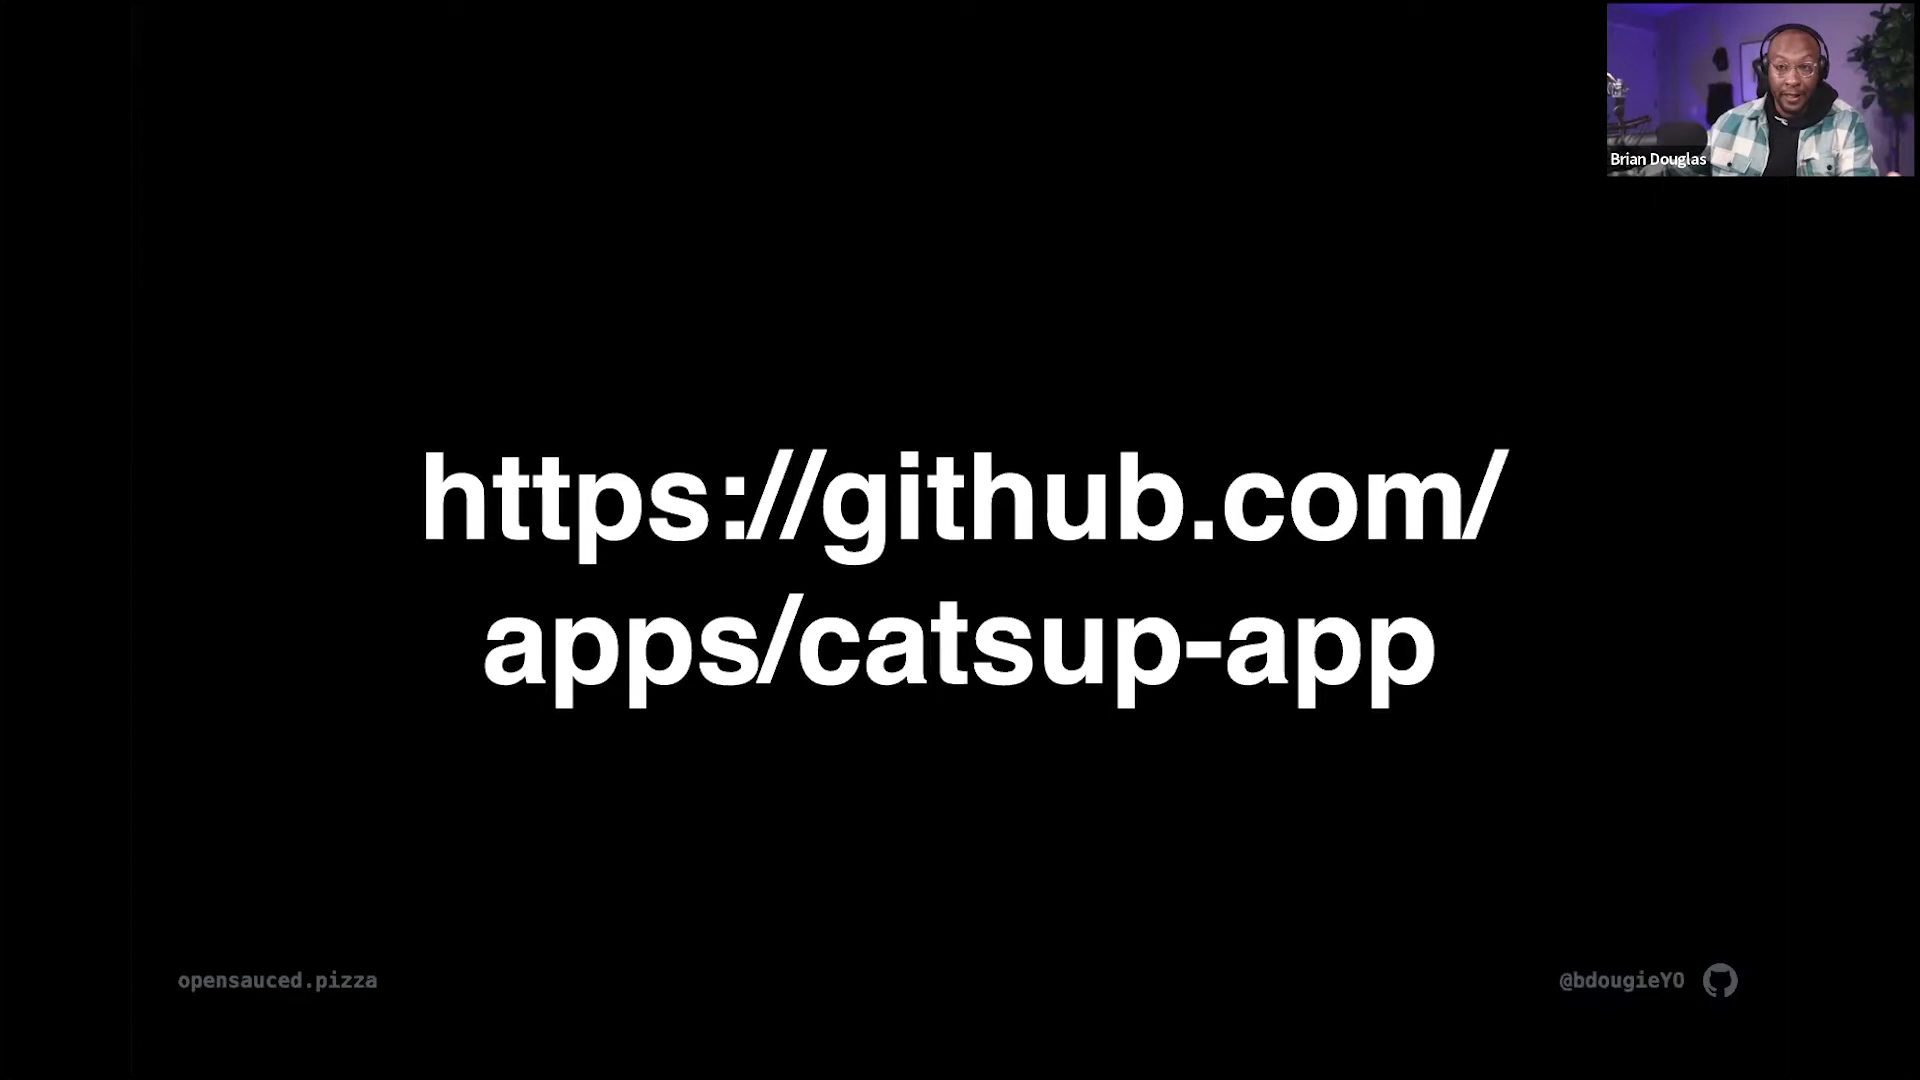 Brian Douglas
https://github.com/
apps/catsup-app
opensauced.pizza
@bdougieYO